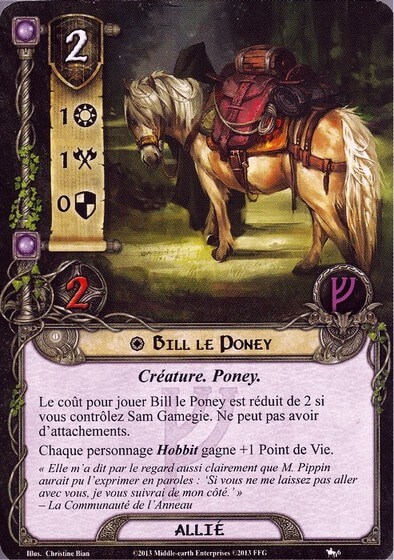 2
1
1
0
2
BILL LE PONEY
Créature. Poney.
Le coût pour jouer Bill le Poney est réduit de 2 si
vous contrôlez Sam Gamegie. Ne peut pas avoir
d'attachements.
Chaque personnage Hobbit gagne +1 Point de Vie.
« Elle m'a dit par le regard aussi clairement que M. Pippin
aurait pu l'exprimer en paroles : 'Si vous ne me laissez pas aller
avec vous, je vous suivrai de mon côté.' »
– La Communauté de l'Anneau
ALLIÉ
Illus. Christine Bian ©2013 Middle-earth Enterprises ©2013 FFG